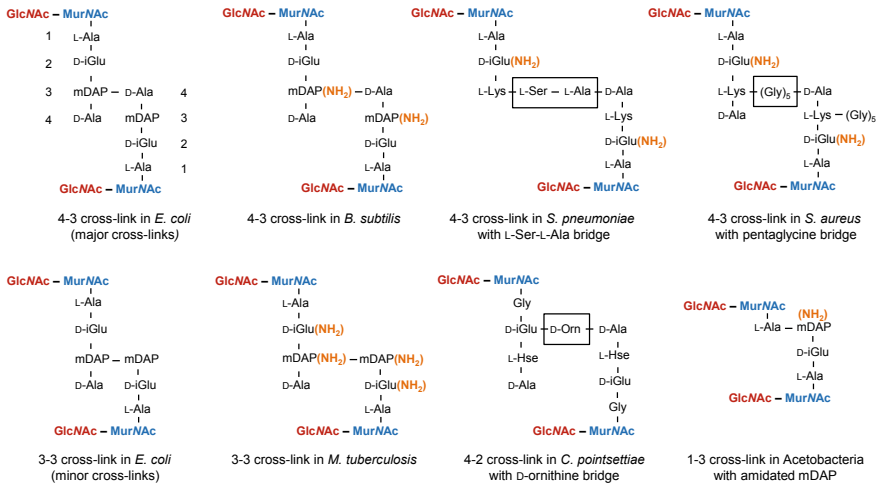 GlcNAc – MurNAc
1 L-Ala
2 D-iGlu
3 mDAP – D-Ala 4
4 D-Ala mDAP 3
D-iGlu 2
L-Ala 1
GlcNAc – MurNAc
4-3 cross-link in E. coli
(major cross-links)
GlcNAc – MurNAc
L-Ala
D-iGlu
mDAP(NH₂) – D-Ala
D-Ala mDAP(NH₂)
D-iGlu
L-Ala
GlcNAc – MurNAc
4-3 cross-link in B. subtilis
GlcNAc – MurNAc
L-Ala
D-iGlu(NH₂)
L-Lys – L-Ser – L-Ala – D-Ala
L-Lys
D-iGlu(NH₂)
L-Ala
GlcNAc – MurNAc
4-3 cross-link in S. pneumoniae
with L-Ser-L-Ala bridge
GlcNAc – MurNAc
L-Ala
D-iGlu(NH₂)
L-Lys – (Gly)₅ – D-Ala
D-Ala L-Lys – (Gly)₅
D-iGlu(NH₂)
L-Ala
GlcNAc – MurNAc
4-3 cross-link in S. aureus
with pentaglycine bridge
GlcNAc – MurNAc
L-Ala
D-iGlu
mDAP – mDAP
D-Ala D-iGlu
L-Ala
GlcNAc – MurNAc
3-3 cross-link in E. coli
(minor cross-links)
GlcNAc – MurNAc
L-Ala
D-iGlu(NH₂)
mDAP(NH₂) – mDAP(NH₂)
D-Ala D-iGlu(NH₂)
L-Ala
GlcNAc – MurNAc
3-3 cross-link in M. tuberculosis
GlcNAc – MurNAc
Gly
D-iGlu – D-Orn – D-Ala
L-Hse L-Hse
D-Ala D-iGlu
Gly
GlcNAc – MurNAc
4-2 cross-link in C. pointsettiae
with D-ornithine bridge
GlcNAc – MurNAc
(NH₂)
L-Ala – mDAP
D-iGlu
L-Ala
GlcNAc – MurNAc
1-3 cross-link in Acetobacteria
with amidated mDAP